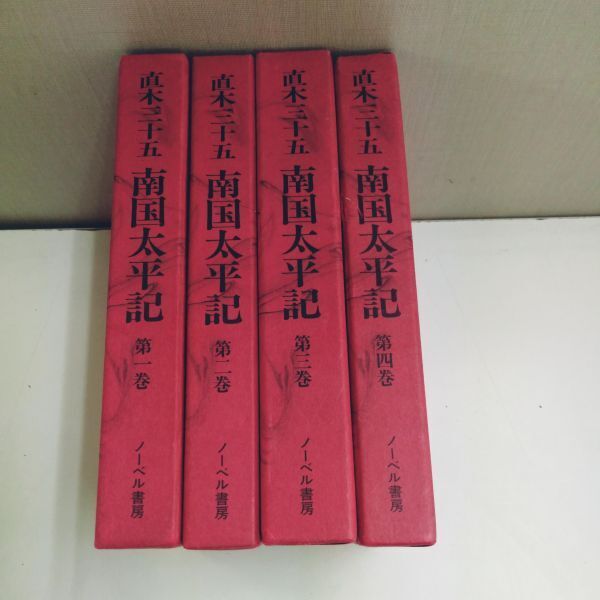 直木三十五
南国太平記
第一巻
ノーベル書房
直木三十五
南国太平記
第二巻
ノーベル書房
直木三十五
南国太平記
第三巻
ノーベル書房
直木三十五
南国太平記
第四巻
ノーベル書房